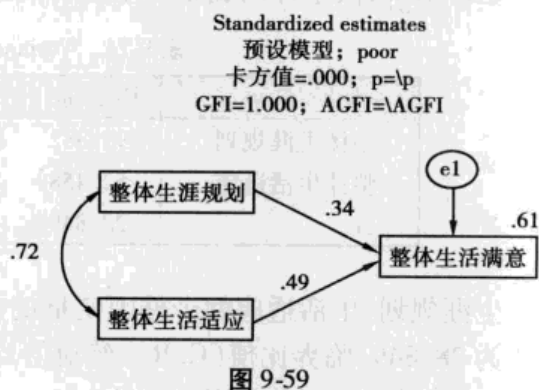 Standardized estimates
预设模型；poor
卡方值=.000；p=\p
GFI=1.000；AGFI=\AGFI
e1
整体生涯规划
.34
.61
.72
整体生活满意
.49
整体生活适应
图 9-59